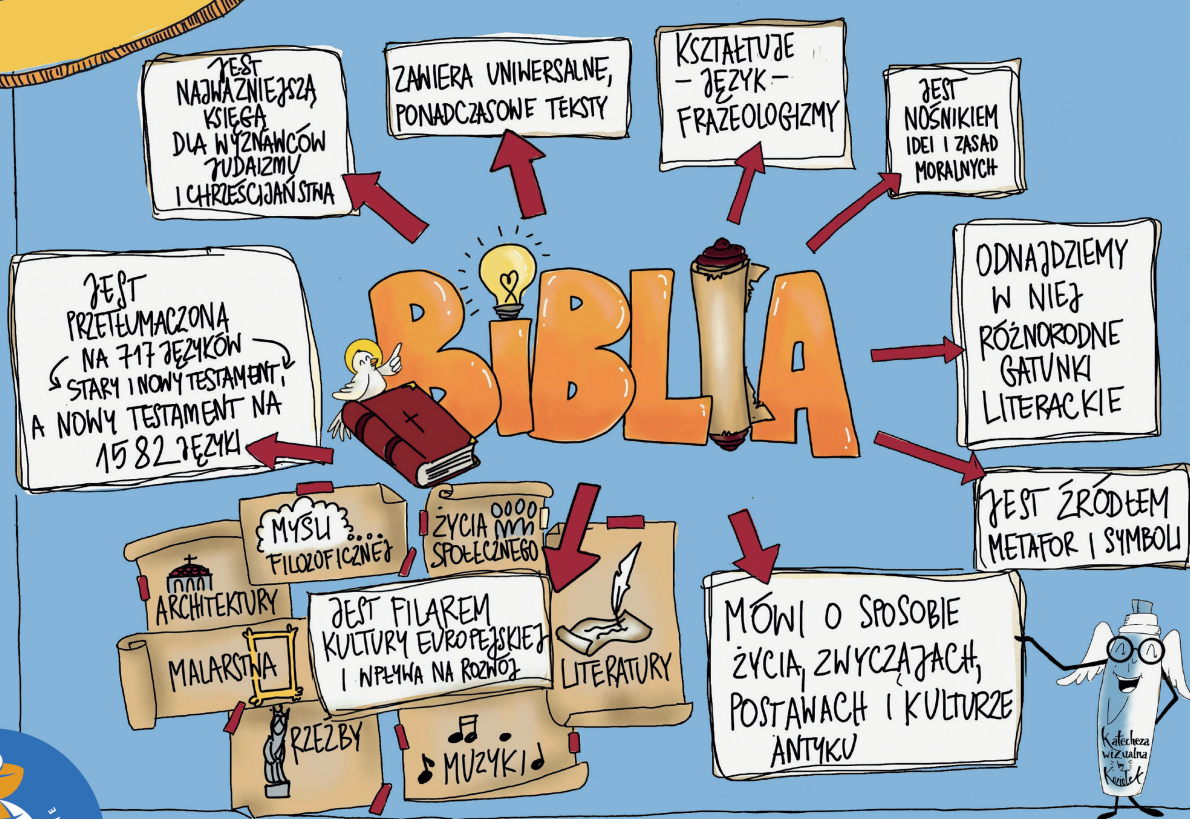 JEST
NAJWAŻNIEJSZĄ
KSIĘGĄ
DLA WYZNAWCÓW
JUDAIZMU
I CHRZEŚCIJAŃSTWA
ZAWIERA UNIWERSALNE,
PONADCZASOWE TEKSTY
KSZTAŁTUJE
– JĘZYK –
FRAZEOLOGIZMY
JEST
NOŚNIKIEM
IDEI I ZASAD
MORALNYCH
JEST
PRZETŁUMACZONA
NA 717 JĘZYKÓW
STARY I NOWY TESTAMENT,
A NOWY TESTAMENT NA
1582 JĘZYKI
BIBLIA
ODNAJDZIEMY
W NIEJ
RÓŻNORODNE
GATUNKI
LITERACKIE
JEST ŹRÓDŁEM
METAFOR I SYMBOLI
MYŚLI
FILOZOFICZNEJ
ŻYCIA
SPOŁECZNEGO
ARCHITEKTURY
JEST FILAREM
KULTURY EUROPEJSKIEJ
I WPŁYWA NA ROZWÓJ
MALARSTWA
LITERATURY
RZEŹBY
MUZYKI
MÓWI O SPOSOBIE
ŻYCIA, ZWYCZAJACH,
POSTAWACH I KULTURZE
ANTYKU
Katecheza
wizualna
by
Koziołek